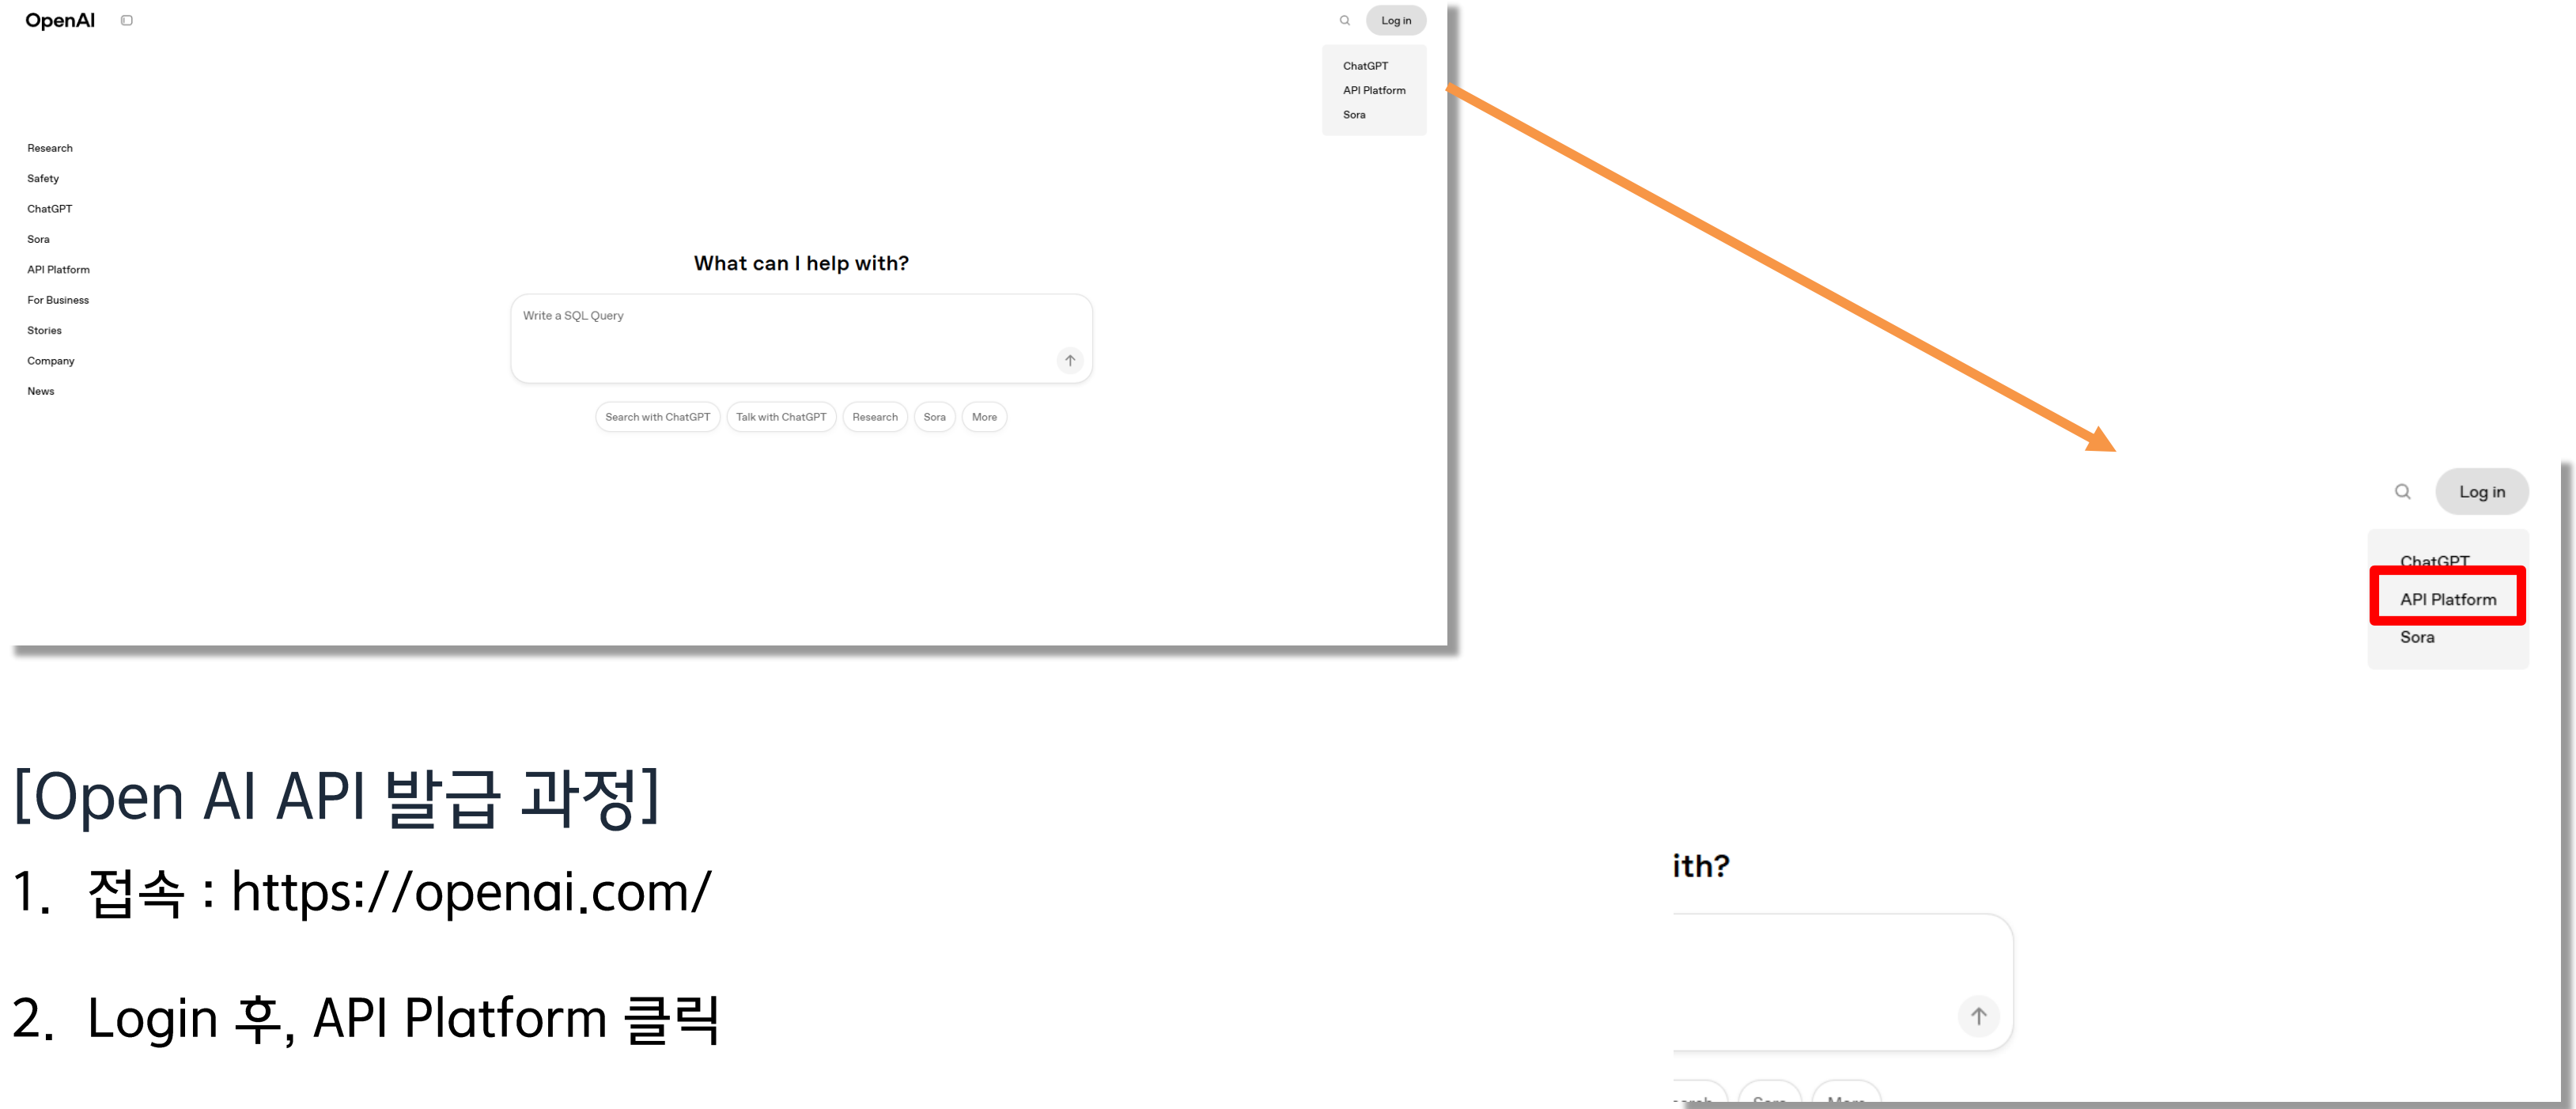 OpenAI
Log in
ChatGPT
API Platform
Sora
Research
Safety
ChatGPT
Sora
API Platform
For Business
Stories
Company
News
What can I help with?
Write a SQL Query
Search with ChatGPT Talk with ChatGPT Research Sora More
Log in
ChatGPT
API Platform
Sora
ith?
[Open AI API 발급 과정]
1. 접속 : https://openai.com/
2. Login 후, API Platform 클릭